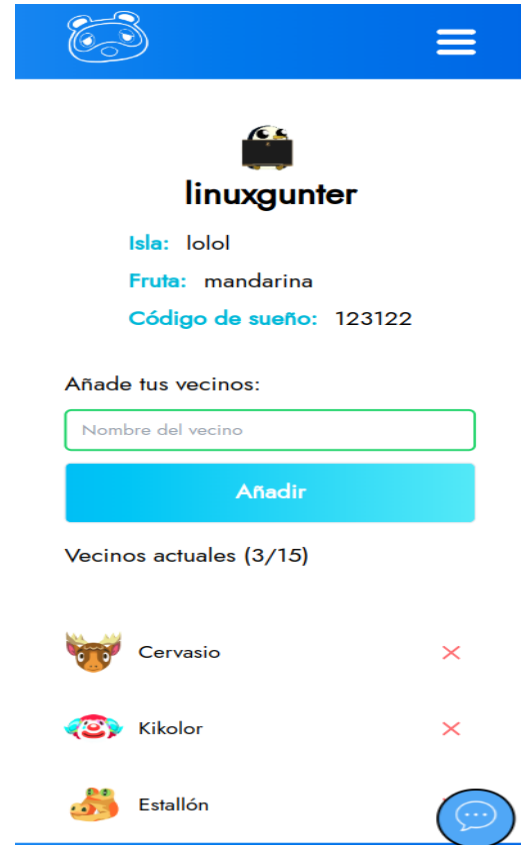 linuxgunter
Isla: lolol
Fruta: mandarina
Código de sueño: 123122
Añade tus vecinos:
Nombre del vecino
Añadir
Vecinos actuales (3/15)
Cervasio
Kikolor
Estallón